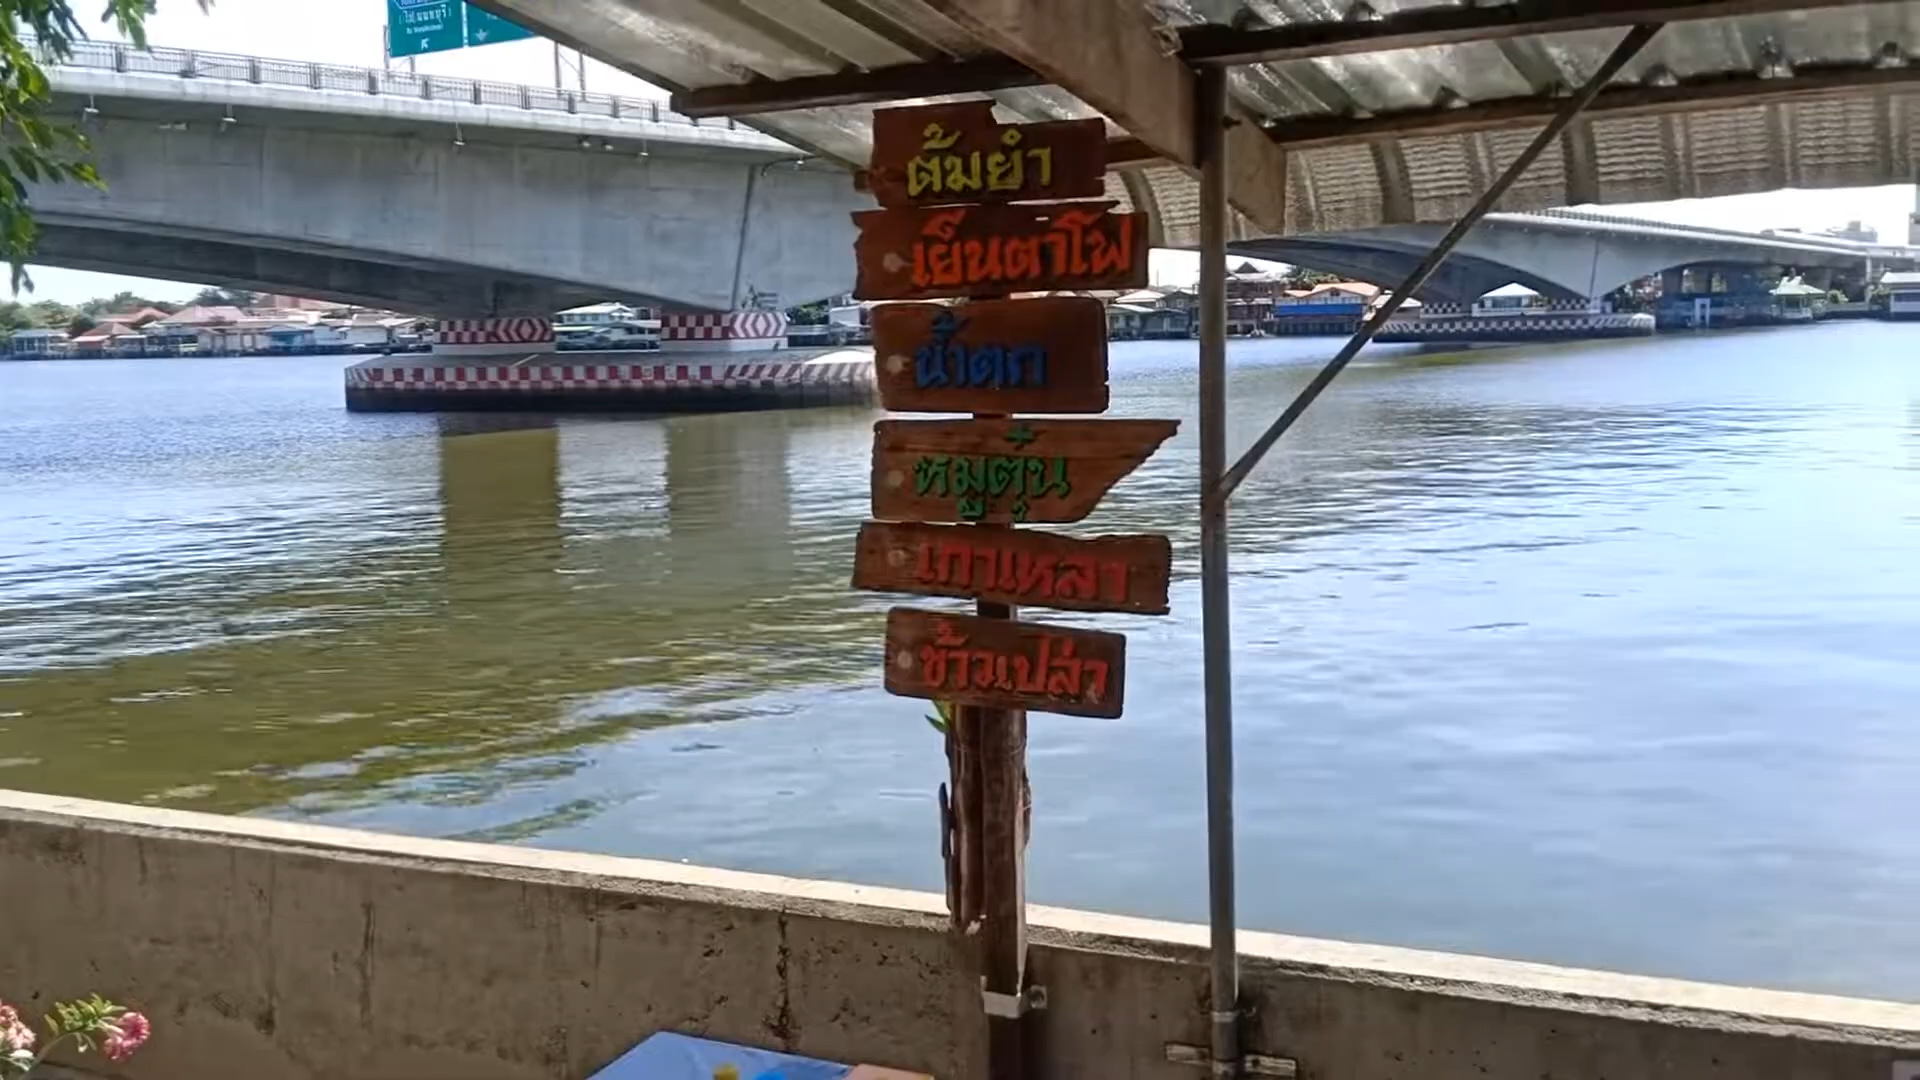 ต้มยำ
เย็นตาโฟ
น้ำตก
หมูตุ๋น
เกาเหลา
ข้าวเปล่า